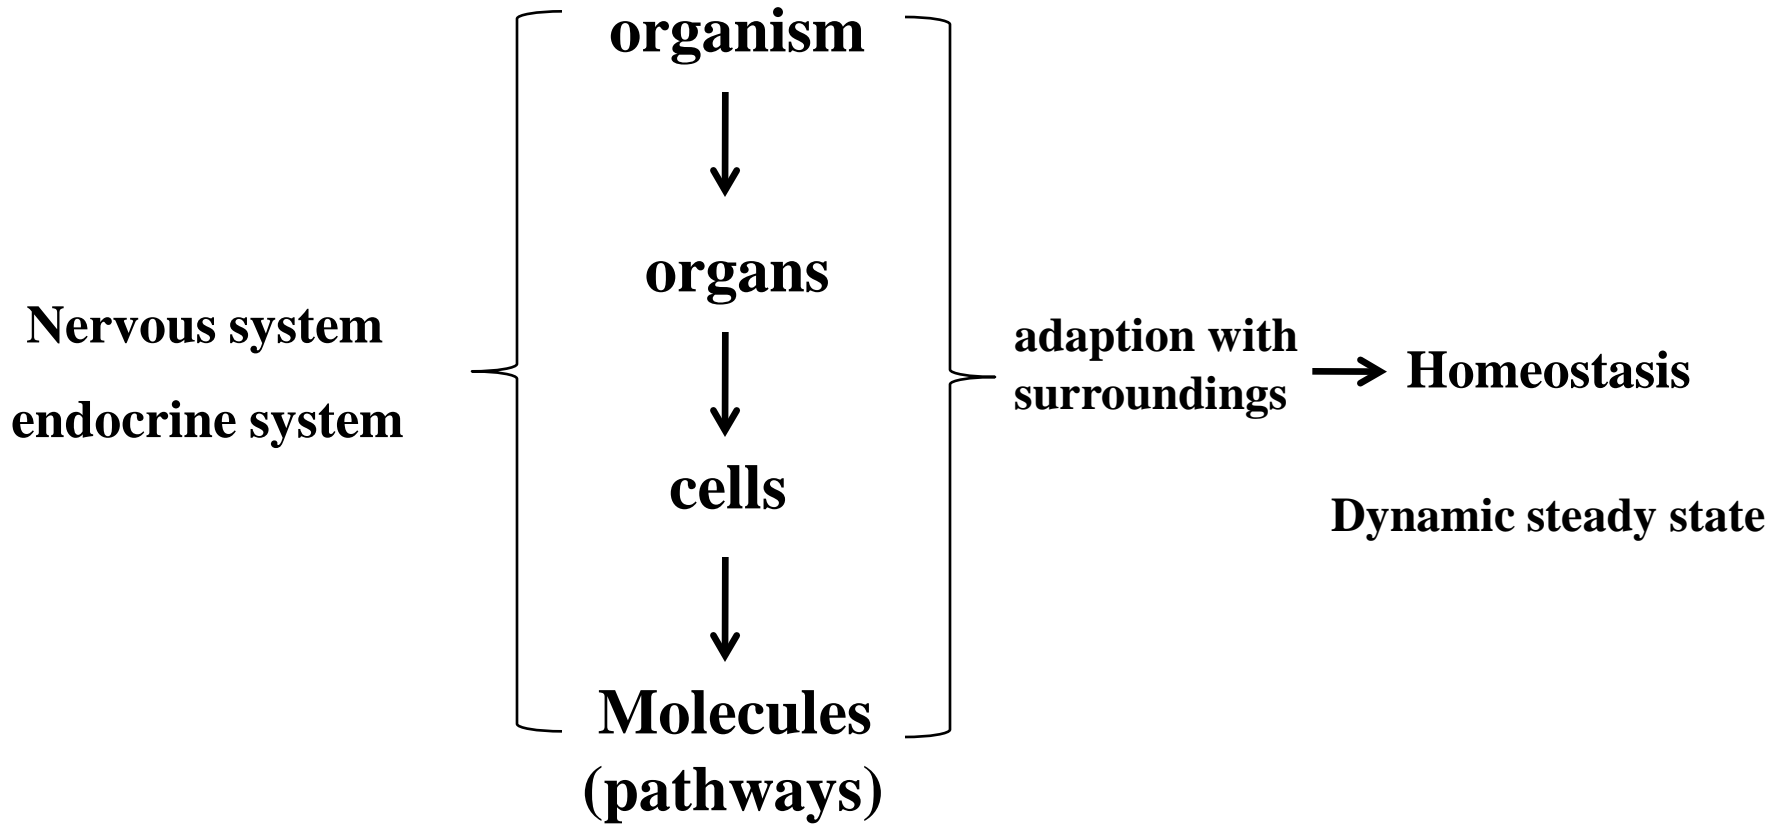 organism
organs
Nervous system
endocrine system
cells
Molecules
(pathways)
adaption with
surroundings
Homeostasis
Dynamic steady state